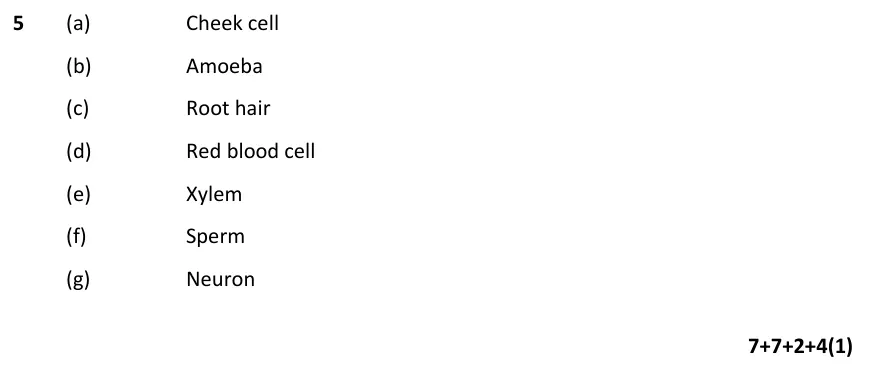 5 (a) Cheek cell
(b) Amoeba
(c) Root hair
(d) Red blood cell
(e) Xylem
(f) Sperm
(g) Neuron
7+7+2+4(1)